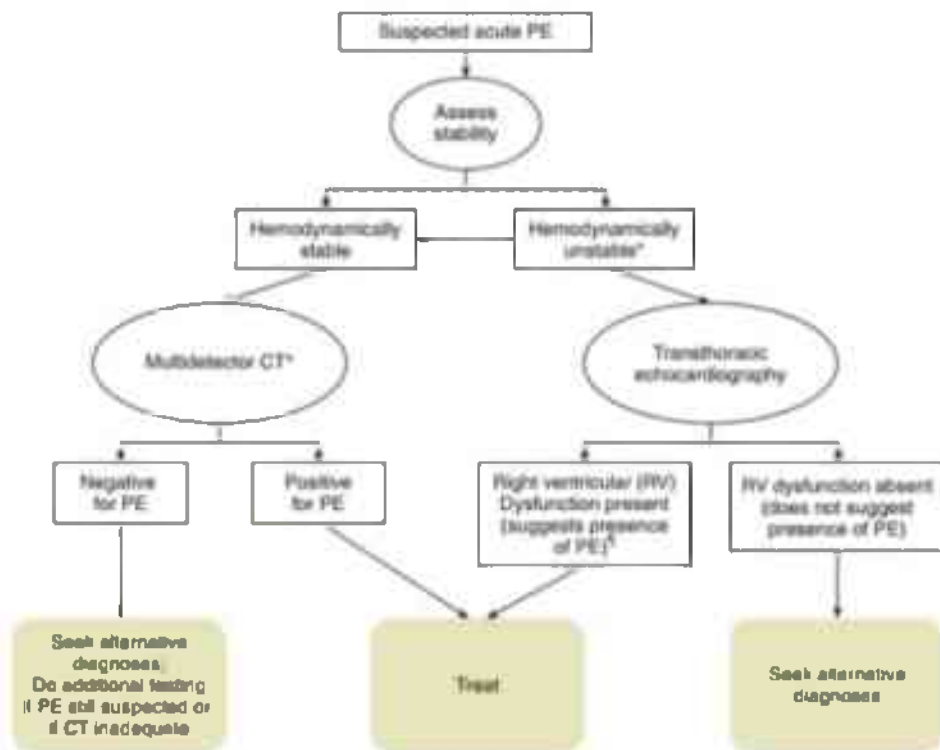 Suspected acute PE
Assess
stability
Hemodynamically
stable
Hemodynamically
unstable*
Multidetector CT*
Transthoracic
echocardiography
Negative
for PE
Positive
for PE
Right ventricular (RV)
Dysfunction present
(suggests presence
of PE)¶
RV dysfunction absent
(does not suggest
presence of PE)
Seek alternative
diagnoses;
Do additional testing
if PE still suspected or
if CT inadequate
Treat
Seek alternative
diagnoses